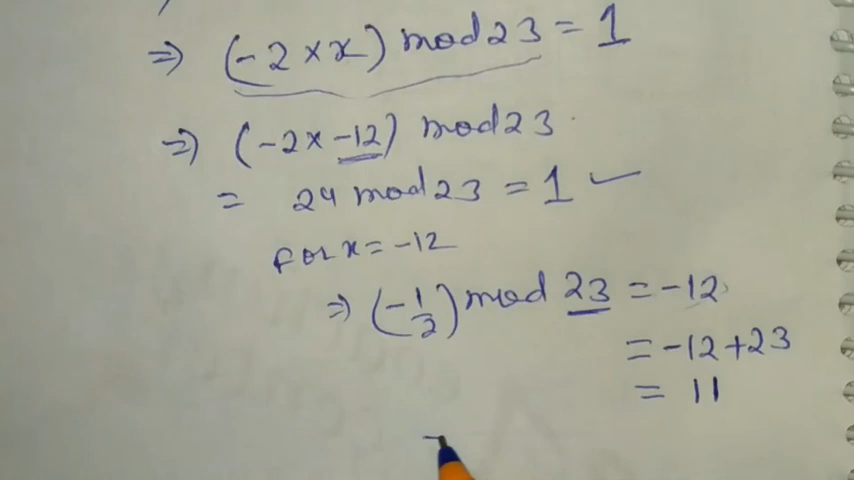 ⇒ (-2 × x) mod 23 = 1
⇒ (-2 × -12) mod 23
= 24 mod 23 = 1 ✓
for x = -12
⇒ (-1/2) mod 23 = -12
= -12 + 23
= 11